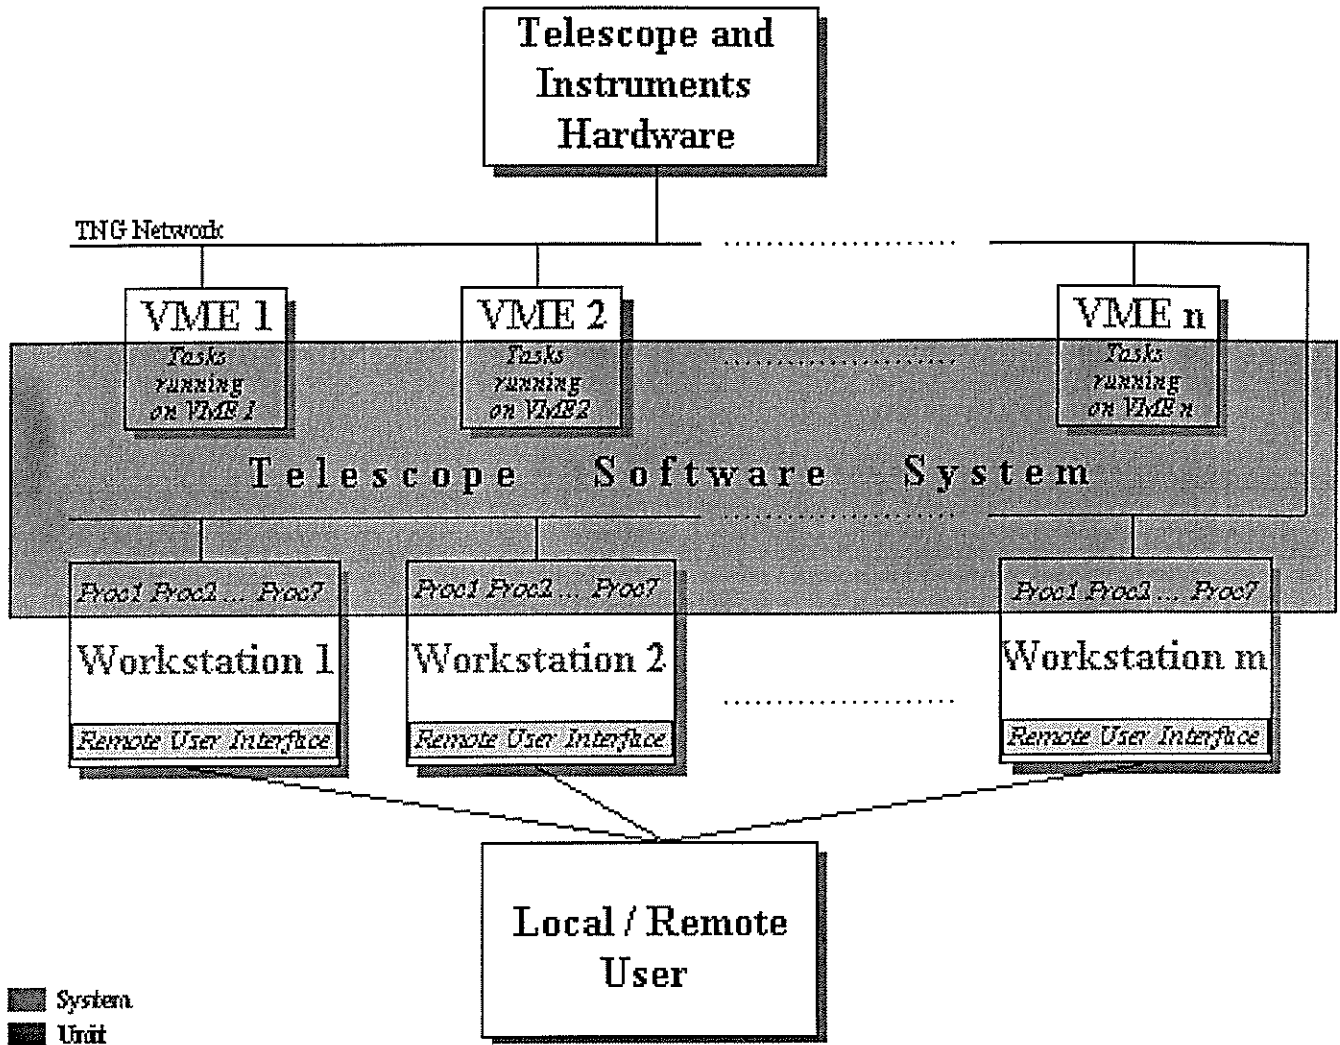 Telescope and
Instruments
Hardware
TNG Network
VME 1
VME 2
VME n
Tasks
running
on VME 1
Tasks
running
on VME2
Tasks
running
on VME n
Telescope Software System
Proc1 Proc2 ... Proc7
Proc1 Proc2 ... Proc7
Proc1 Proc2 ... Proc7
Workstation 1
Workstation 2
Workstation m
Remote User Interface
Remote User Interface
Remote User Interface
Local / Remote
User
System
Unit